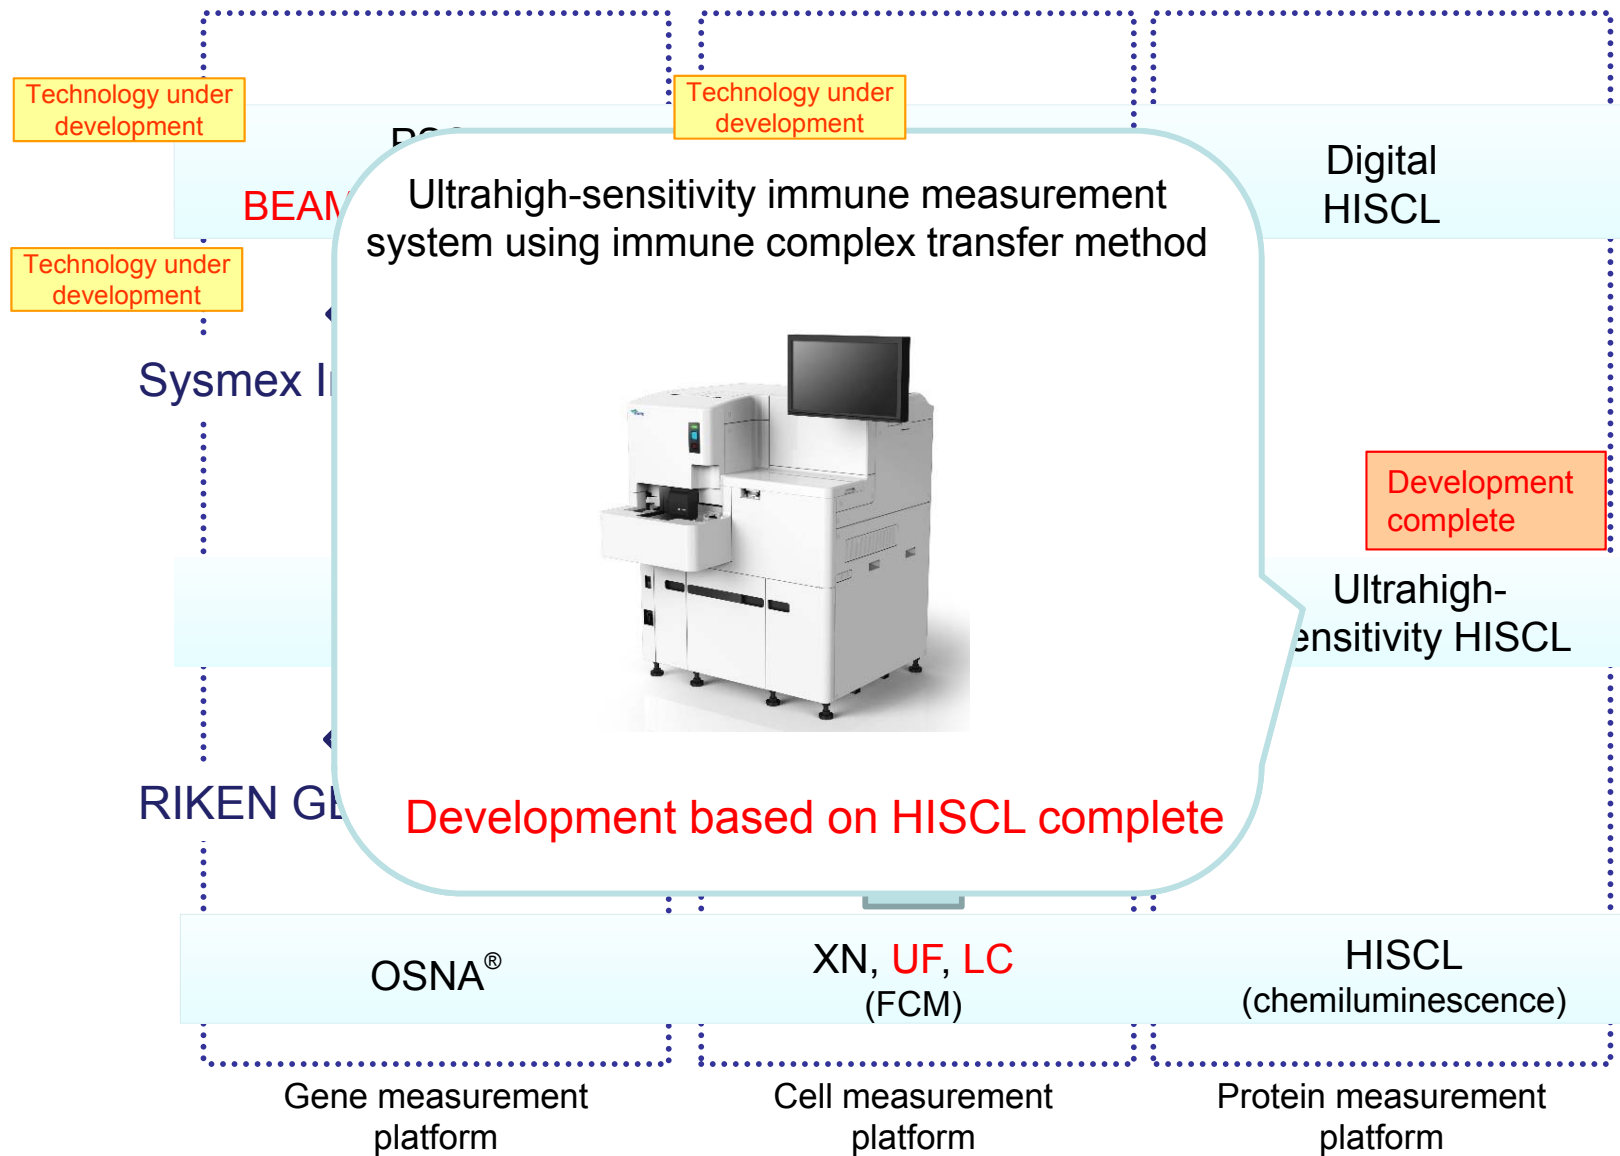 Technology under
development
Technology under
development
Ultrahigh-sensitivity immune measurement
system using immune complex transfer method
Digital
HISCL
Technology under
development
Sysmex
Development
complete
Ultrahigh-
ensitivity HISCL
RIKEN
Development based on HISCL complete
OSNA®
XN, UF, LC
(FCM)
HISCL
(chemiluminescence)
Gene measurement
platform
Cell measurement
platform
Protein measurement
platform